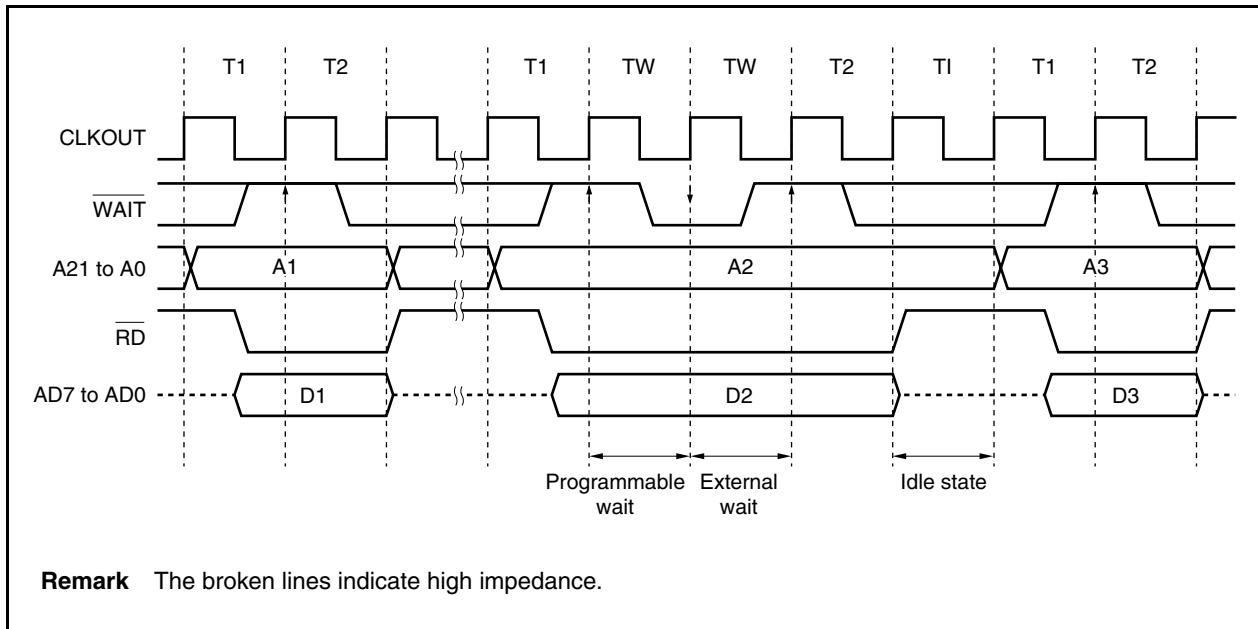 T1 T2 T1 TW TW T2 TI T1 T2
CLKOUT
WAIT
A21 to A0 A1 A2 A3
RD
AD7 to AD0 D1 D2 D3
Programmable wait
External wait
Idle state
Remark The broken lines indicate high impedance.